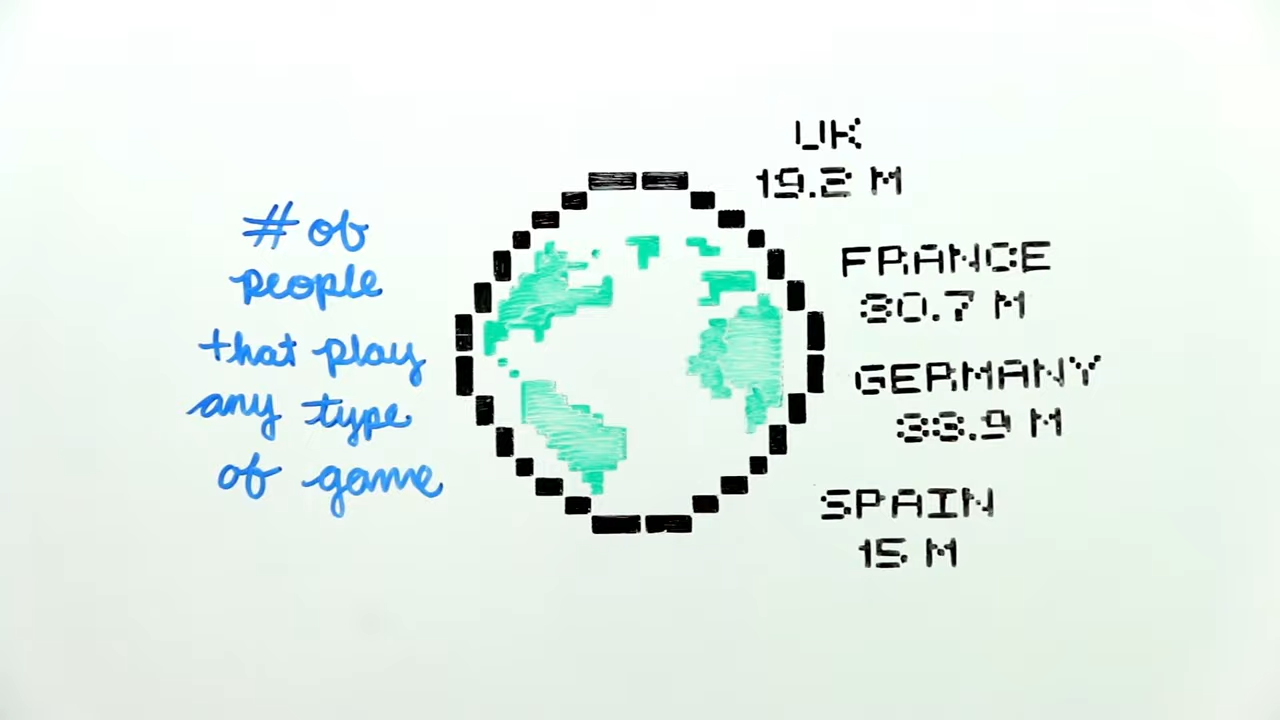 # of
people
that play
any type
of game
UK
19.2 M
FRANCE
30.7 M
GERMANY
33.9 M
SPAIN
15 M